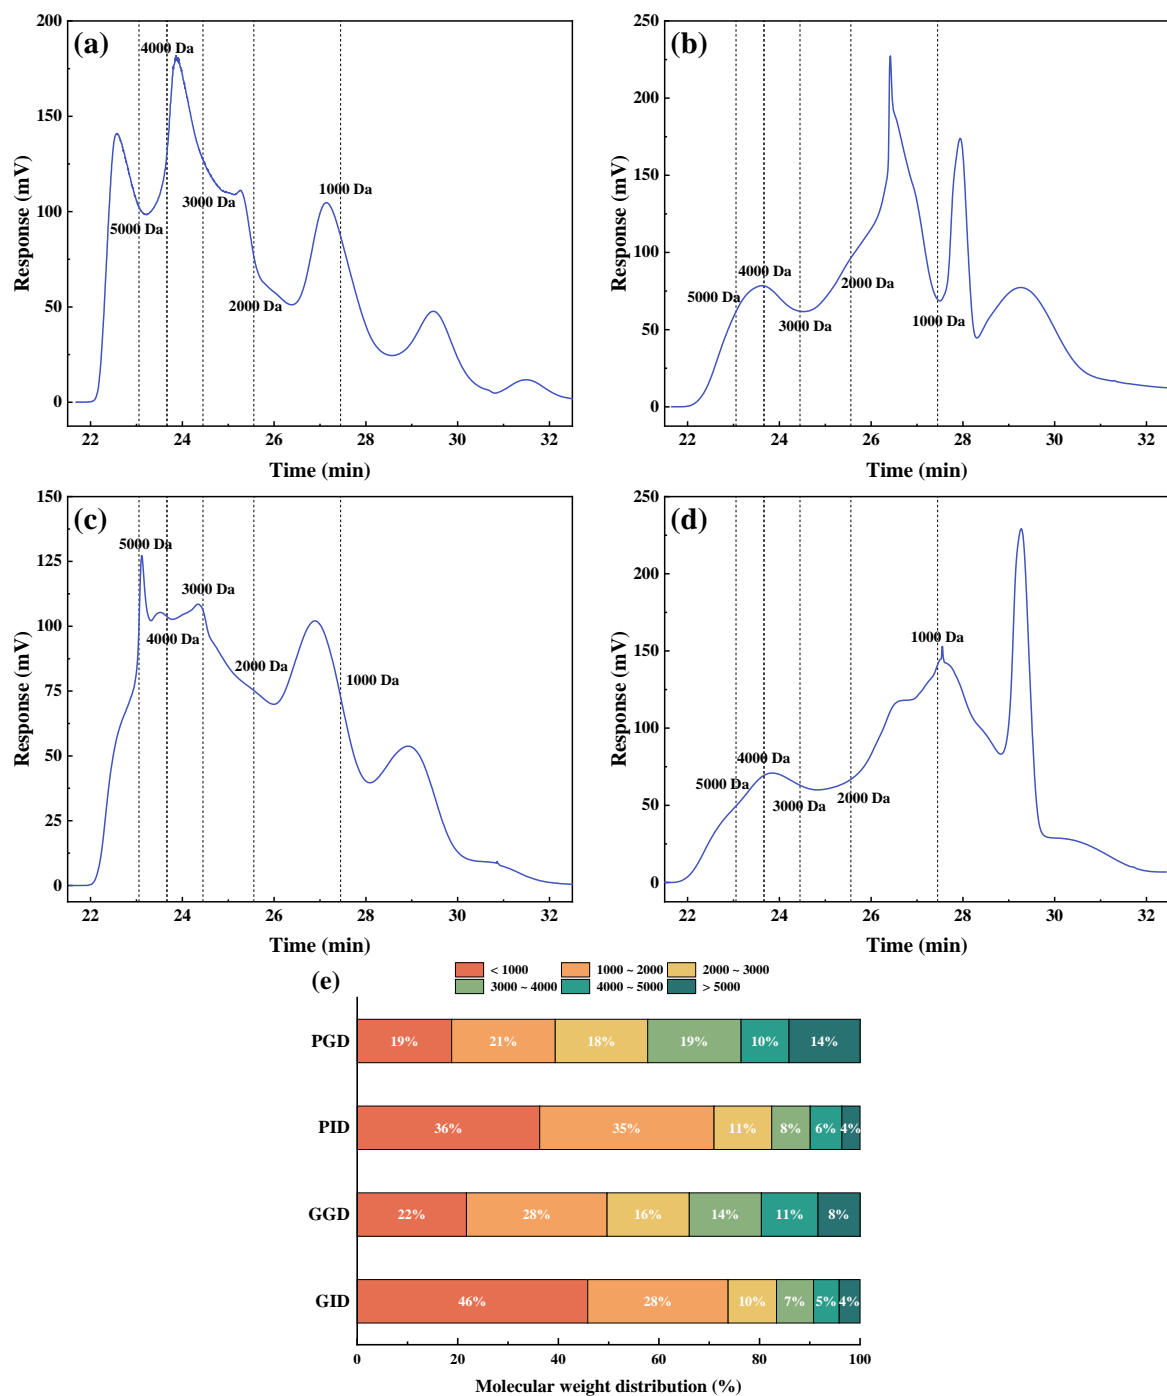 (a)
4000 Da
5000 Da
3000 Da
2000 Da
1000 Da
Response (mV)
200
150
100
50
0
22 24 26 28 30 32
Time (min)
(b)
4000 Da
5000 Da
3000 Da
2000 Da
1000 Da
Response (mV)
250
200
150
100
50
0
22 24 26 28 30 32
Time (min)
(c)
5000 Da
3000 Da
4000 Da
2000 Da
1000 Da
Response (mV)
150
125
100
75
50
25
0
22 24 26 28 30 32
Time (min)
(d)
1000 Da
4000 Da
5000 Da
3000 Da
2000 Da
Response (mV)
250
200
150
100
50
0
22 24 26 28 30 32
Time (min)
(e)
< 1000 1000 ~ 2000 2000 ~ 3000
3000 ~ 4000 4000 ~ 5000 > 5000
PGD 19% 21% 18% 19% 10% 14%
PID 36% 35% 11% 8% 6% 4%
GGD 22% 28% 16% 14% 11% 8%
GID 46% 28% 10% 7% 5% 4%
0 20 40 60 80 100
Molecular weight distribution (%)